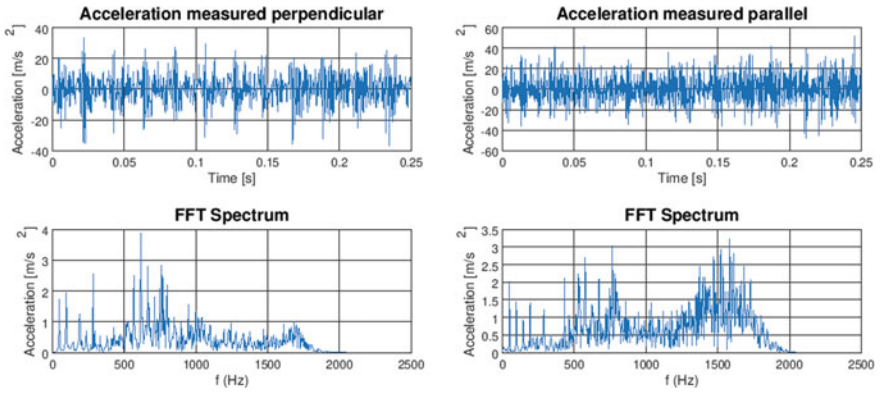 Acceleration measured perpendicular
Acceleration [m/s 2]
40
20
0
-20
-40
0 0.05 0.1 0.15 0.2 0.25
Time [s]
Acceleration measured parallel
Acceleration [m/s 2]
60
40
20
0
-20
-40
-60
0 0.05 0.1 0.15 0.2 0.25
Time [s]
FFT Spectrum
Acceleration [m/s 2]
4
3
2
1
0
0 500 1000 1500 2000 2500
f (Hz)
FFT Spectrum
Acceleration [m/s 2]
3.5
3
2.5
2
1.5
1
0.5
0
0 500 1000 1500 2000 2500
f (Hz)